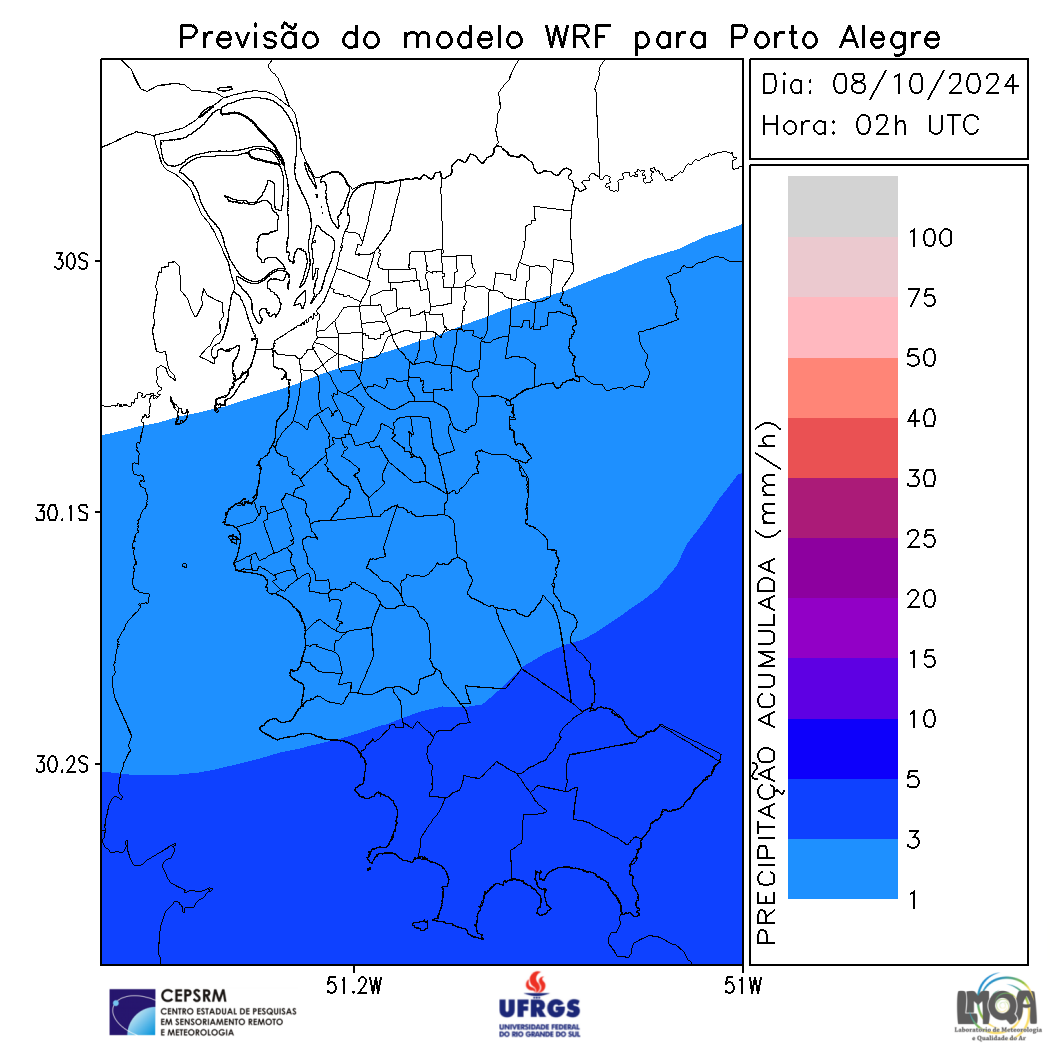 Previsão do modelo WRF para Porto Alegre
Dia: 08/10/2024
Hora: 02h UTC
30S
30.1S
30.2S
51.2W
51W
PRECIPITAÇÃO ACUMULADA (mm/h)
100
75
50
40
30
25
20
15
10
5
3
1
CEPSRM
CENTRO ESTADUAL DE PESQUISAS
EM SENSORIAMENTO REMOTO
E METEOROLOGIA
UFRGS
UNIVERSIDADE FEDERAL
DO RIO GRANDE DO SUL
LMQA
Laboratório de Meteorologia
e Qualidade do Ar